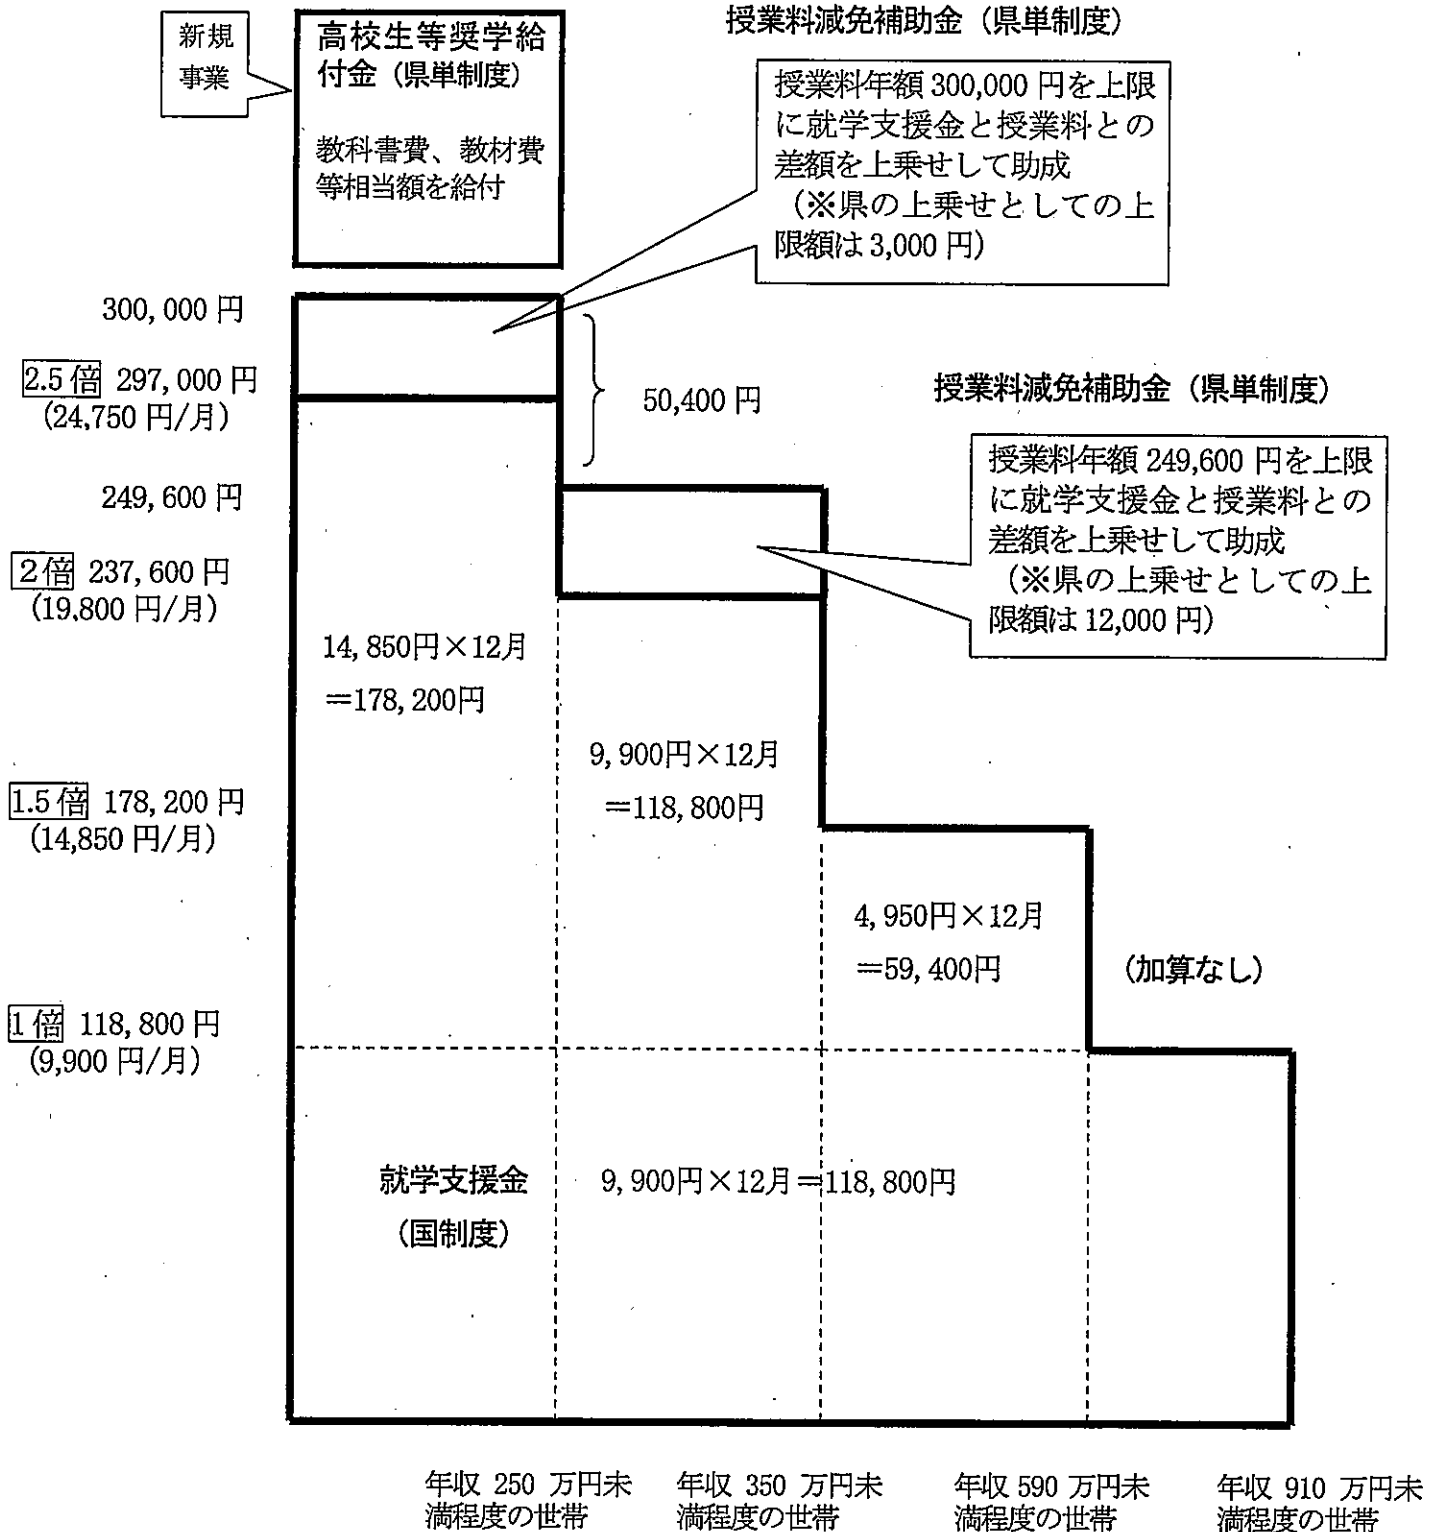 新規
事業
高校生等奨学給
付金（県単制度）
教科書費、教材費
等相当額を給付
授業料減免補助金（県単制度）
授業料年額 300,000 円を上限
に就学支援金と授業料との
差額を上乗せして助成
（※県の上乗せとしての上
限額は 3,000 円）
300,000 円
2.5 倍 297,000 円
(24,750 円/月)
50,400 円
授業料減免補助金（県単制度）
授業料年額 249,600 円を上限
に就学支援金と授業料との
差額を上乗せして助成
（※県の上乗せとしての上
限額は 12,000 円）
249,600 円
2 倍 237,600 円
(19,800 円/月)
14,850円×12月
＝178,200円
9,900円×12月
＝118,800円
1.5 倍 178,200 円
(14,850 円/月)
4,950円×12月
＝59,400円
（加算なし）
1 倍 118,800 円
(9,900 円/月)
就学支援金
（国制度）
9,900円×12月＝118,800円
年収 250 万円未
満程度の世帯
年収 350 万円未
満程度の世帯
年収 590 万円未
満程度の世帯
年収 910 万円未
満程度の世帯